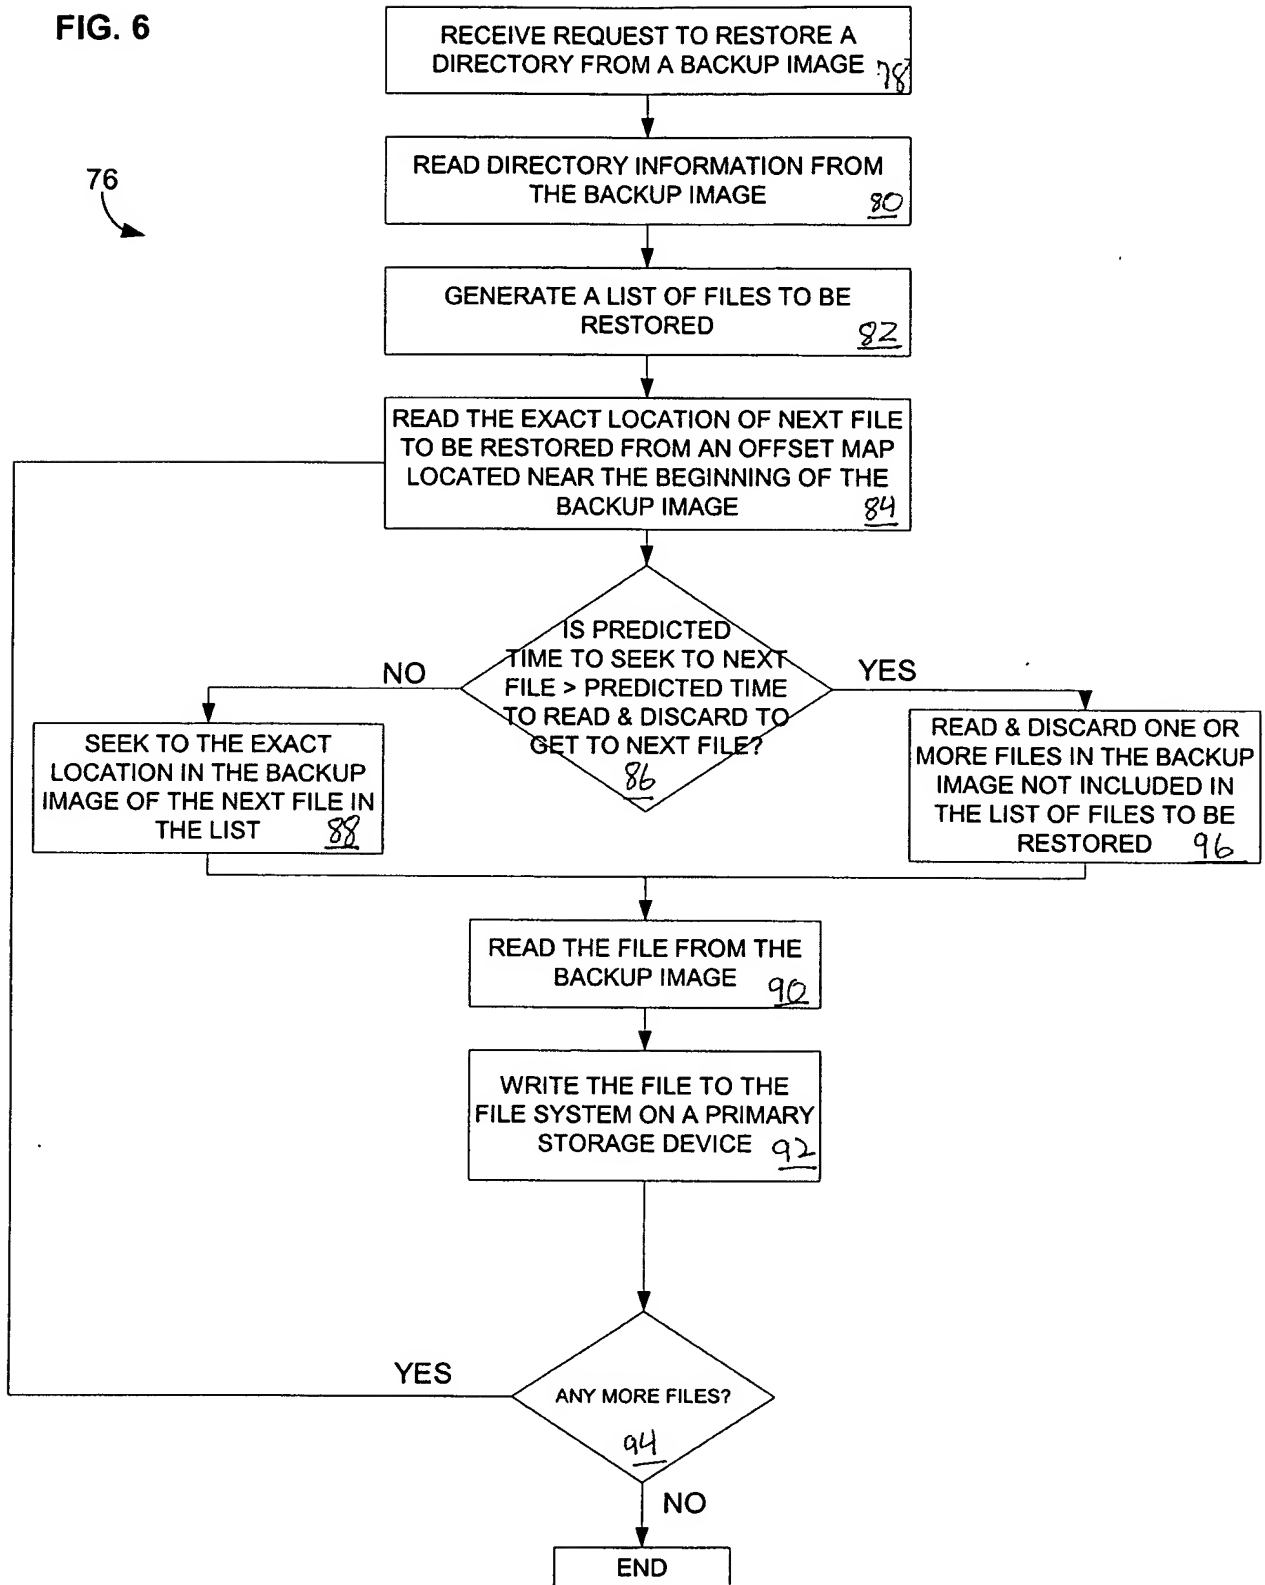 FIG. 6
RECEIVE REQUEST TO RESTORE A
DIRECTORY FROM A BACKUP IMAGE 78
76
READ DIRECTORY INFORMATION FROM
THE BACKUP IMAGE 80
GENERATE A LIST OF FILES TO BE
RESTORED 82
READ THE EXACT LOCATION OF NEXT FILE
TO BE RESTORED FROM AN OFFSET MAP
LOCATED NEAR THE BEGINNING OF THE
BACKUP IMAGE 84
IS PREDICTED
TIME TO SEEK TO NEXT
FILE > PREDICTED TIME
TO READ & DISCARD TO
GET TO NEXT FILE?
86
NO
YES
SEEK TO THE EXACT
LOCATION IN THE BACKUP
IMAGE OF THE NEXT FILE IN
THE LIST 88
READ & DISCARD ONE OR
MORE FILES IN THE BACKUP
IMAGE NOT INCLUDED IN
THE LIST OF FILES TO BE
RESTORED 96
READ THE FILE FROM THE
BACKUP IMAGE 90
WRITE THE FILE TO THE
FILE SYSTEM ON A PRIMARY
STORAGE DEVICE 92
YES
ANY MORE FILES?
94
NO
END